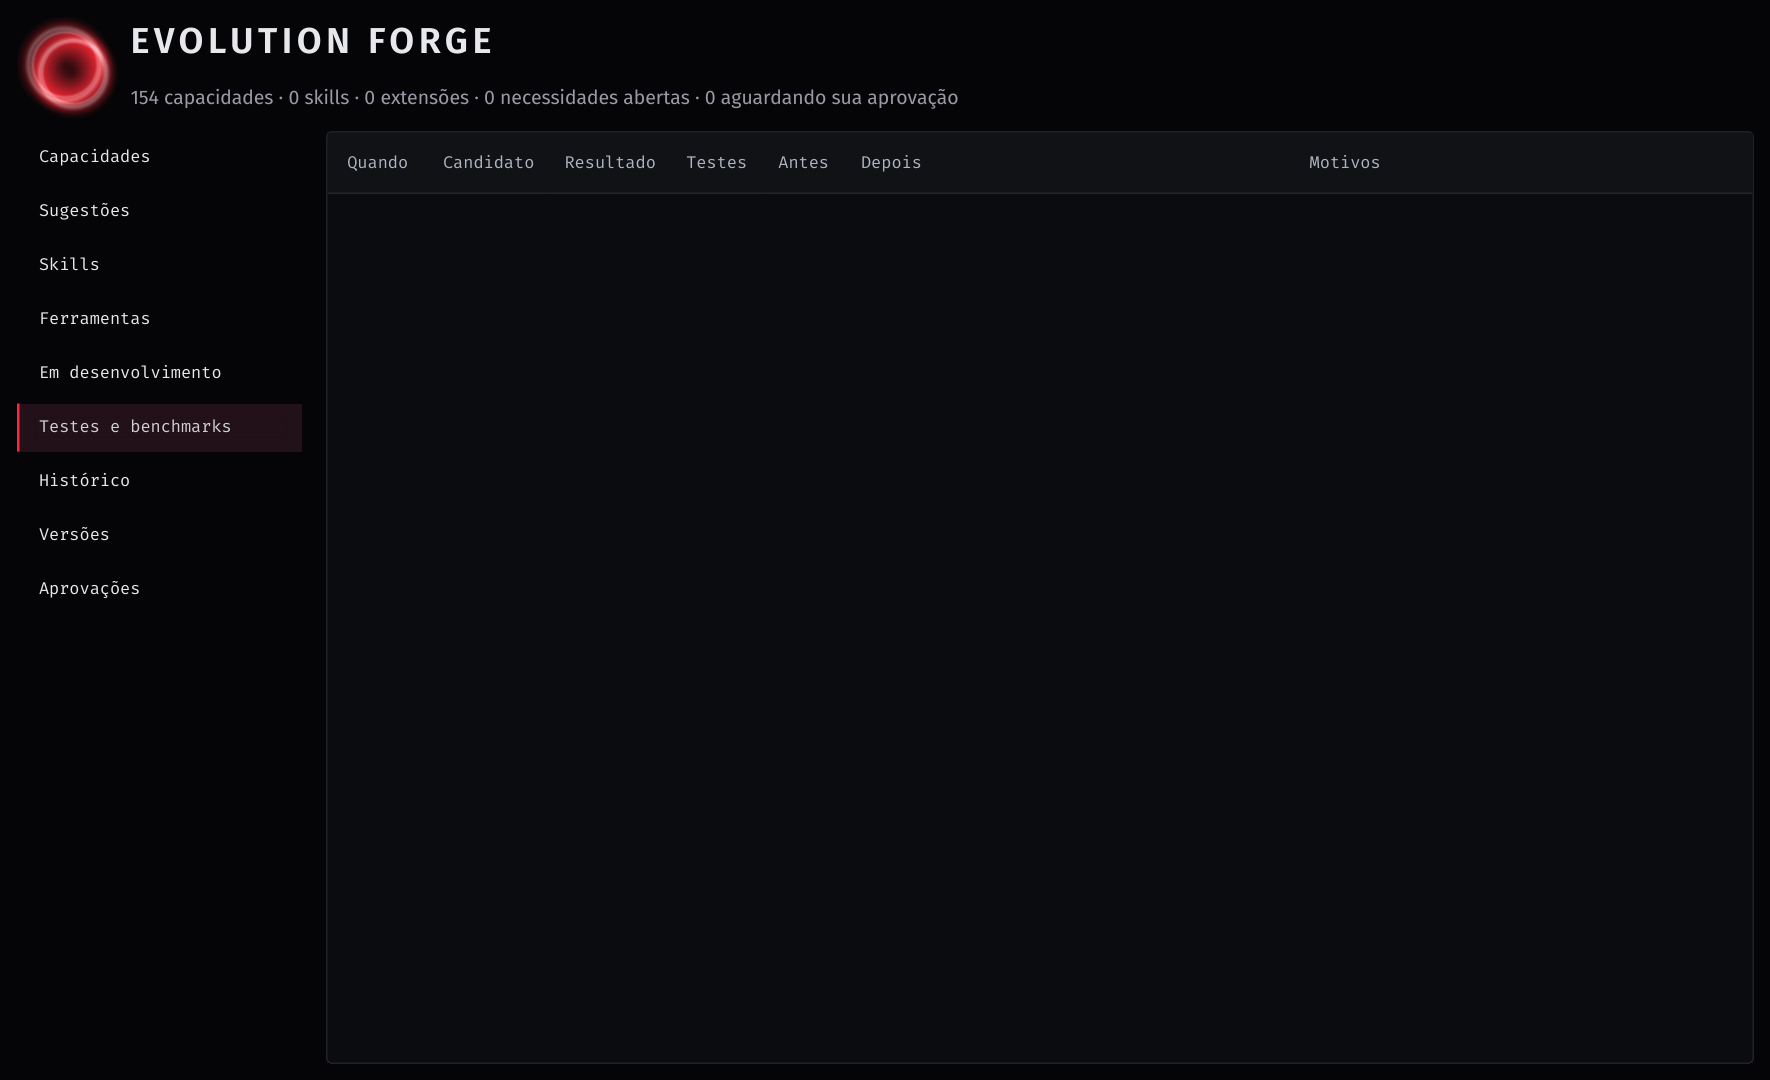 EVOLUTION FORGE
154 capacidades · 0 skills · 0 extensões · 0 necessidades abertas · 0 aguardando sua aprovação
Capacidades
Sugestões
Skills
Ferramentas
Em desenvolvimento
Testes e benchmarks
Histórico
Versões
Aprovações
Quando Candidato Resultado Testes Antes Depois Motivos